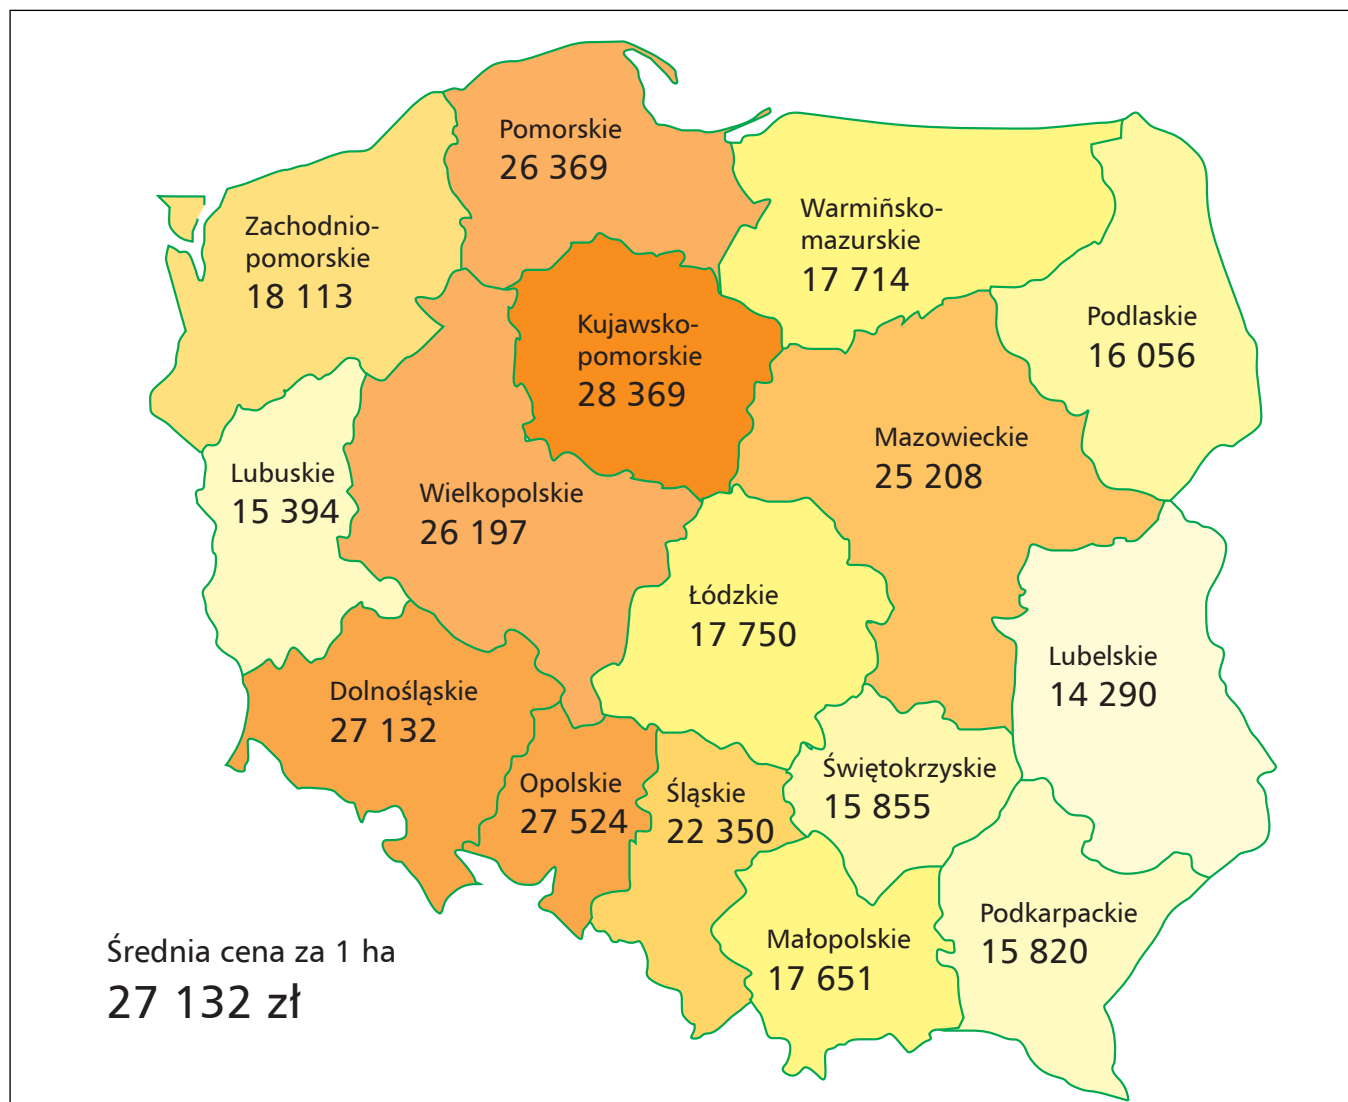 Pomorskie
26 369
Zachodnio-
pomorskie
18 113
Warmińsko-
mazurskie
17 714
Podlaskie
16 056
Kujawsko-
pomorskie
28 369
Mazowieckie
25 208
Lubuskie
15 394
Wielkopolskie
26 197
Łódzkie
17 750
Lubelskie
14 290
Dolnośląskie
27 132
Opolskie
27 524
Śląskie
22 350
Świętokrzyskie
15 855
Małopolskie
17 651
Podkarpackie
15 820
Średnia cena za 1 ha
27 132 zł